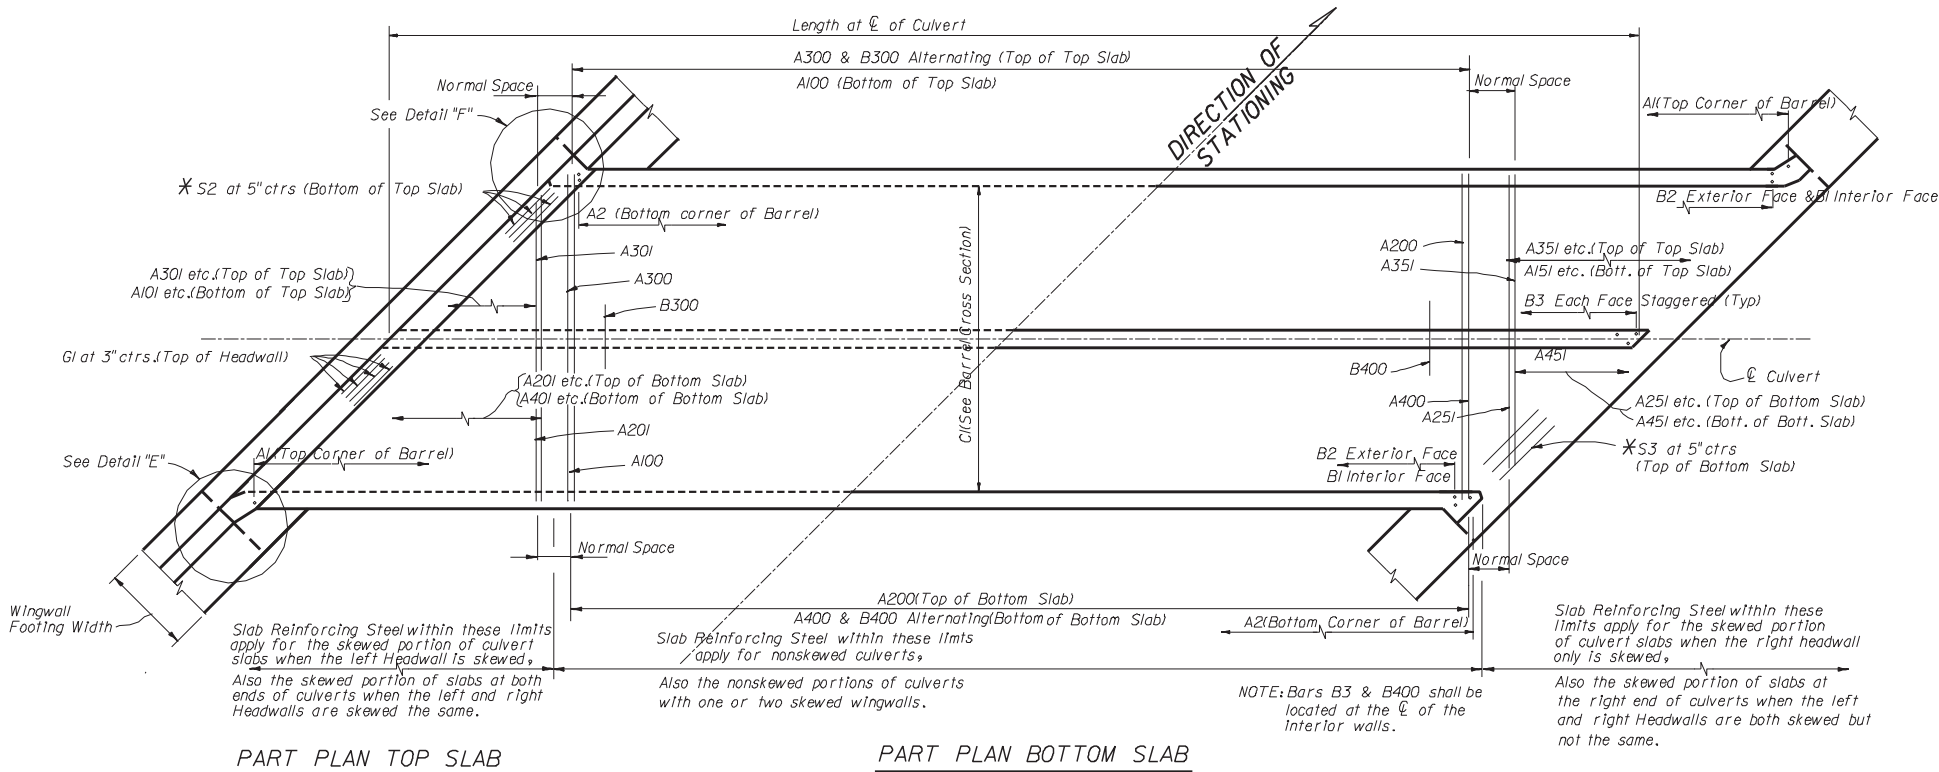 Length at ℄ of Culvert
A300 & B300 Alternating (Top of Top Slab)
A100 (Bottom of Top Slab)
Normal Space
Normal Space
See Detail "F"
DIRECTION OF
STATIONING
A1(Top Corner of Barrel)
* S2 at 5" ctrs (Bottom of Top Slab)
A2 (Bottom corner of Barrel)
B2 Exterior Face & B1 Interior Face
A301
A200
A351 etc.(Top of Top Slab)
A351
A151 etc.(Bott. of Top Slab)
A301 etc.(Top of Top Slab)
A101 etc.(Bottom of Top Slab)
A300
B300
B3 Each Face Staggered (Typ)
C1(See Barrel Cross Section)
G1 at 3" ctrs.(Top of Headwall)
A451
B400
℄ Culvert
A201 etc.(Top of Bottom Slab)
A401 etc.(Bottom of Bottom Slab)
A400
A251
A251 etc.(Top of Bottom Slab)
A451 etc.(Bott. of Bott. Slab)
A201
A100
* S3 at 5" ctrs
(Top of Bottom Slab)
See Detail "E"
A1(Top Corner of Barrel)
B2 Exterior Face
B1 Interior Face
Normal Space
Normal Space
Wingwall
Footing Width
A200(Top of Bottom Slab)
A400 & B400 Alternating(Bottom of Bottom Slab)
A2(Bottom Corner of Barrel)
Slab Reinforcing Steel within these limits
apply for the skewed portion of culvert
slabs when the left Headwall is skewed,
Also the skewed portion of slabs at both
ends of culverts when the left and right
Headwalls are skewed the same.
Slab Reinforcing Steel within these limts
apply for nonskewed culverts,
Also the nonskewed portions of culverts
with one or two skewed wingwalls.
NOTE: Bars B3 & B400 shall be
located at the ℄ of the
interior walls.
Slab Reinforcing Steel within these
limits apply for the skewed portion
of culvert slabs when the right headwall
only is skewed,
Also the skewed portion of slabs at
the right end of culverts when the left
and right Headwalls are both skewed but
not the same.
PART PLAN TOP SLAB
PART PLAN BOTTOM SLAB